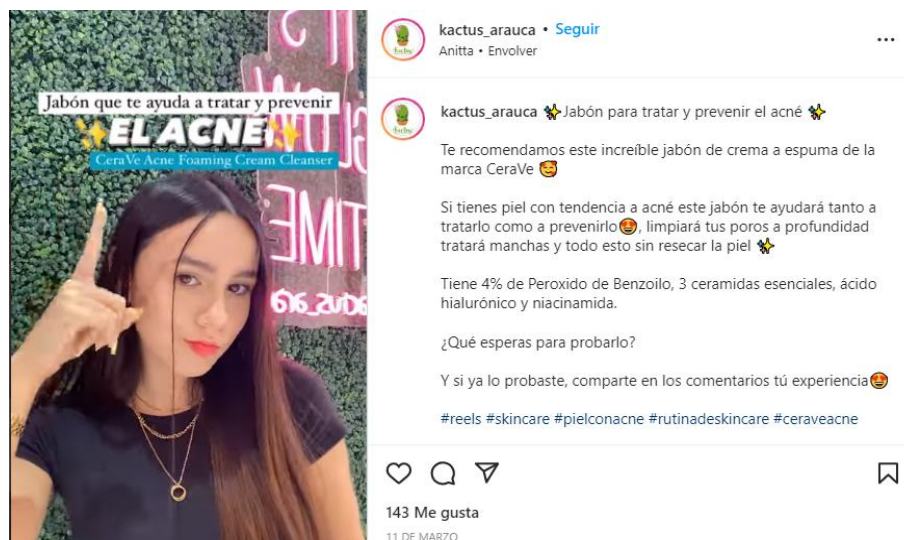 Jabón que te ayuda a tratar y prevenir
EL ACNÉ
CeraVe Acne Foaming Cream Cleanser
IT'S
TIME
kactus_arauca • Seguir
Anitta • Envolver
kactus_arauca ✨Jabón para tratar y prevenir el acné ✨
Te recomendamos este increíble jabón de crema a espuma de la
marca CeraVe 🥰
Si tienes piel con tendencia a acné este jabón te ayudará tanto a
tratarlo como a prevenirlo🤩, limpiará tus poros a profundidad
tratará manchas y todo esto sin resecar la piel ✨
Tiene 4% de Peroxido de Benzoilo, 3 ceramidas esenciales, ácido
hialurónico y niacinamida.
¿Qué esperas para probarlo?
Y si ya lo probaste, comparte en los comentarios tú experiencia🤩
#reels #skincare #pielconacne #rutinadeskincare #ceraveacne
143 Me gusta
11 DE MARZO